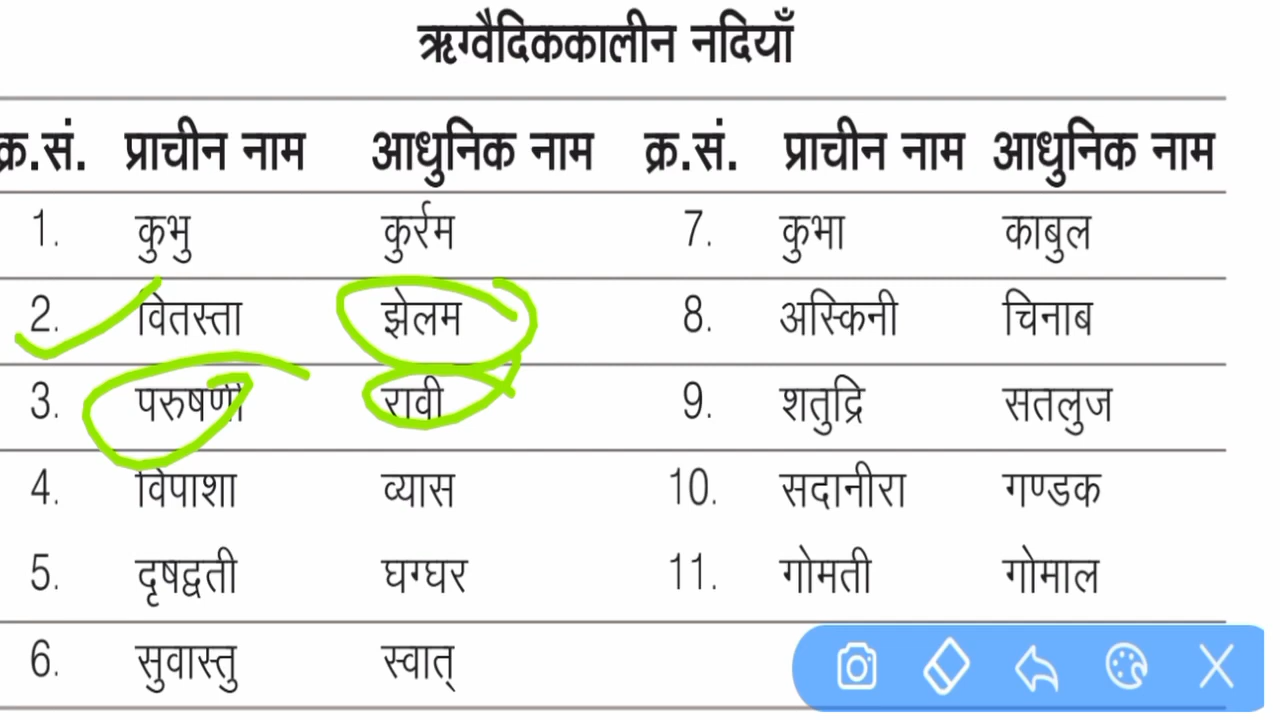 ऋग्वैदिककालीन नदियाँ
क्र.सं. प्राचीन नाम आधुनिक नाम क्र.सं. प्राचीन नाम आधुनिक नाम
1. कुभु कुर्रम 7. कुभा काबुल
2. वितस्ता झेलम 8. अस्किनी चिनाब
3. परुषणी रावी 9. शतुद्रि सतलुज
4. विपाशा व्यास 10. सदानीरा गण्डक
5. दृषद्वती घग्घर 11. गोमती गोमाल
6. सुवास्तु स्वात्